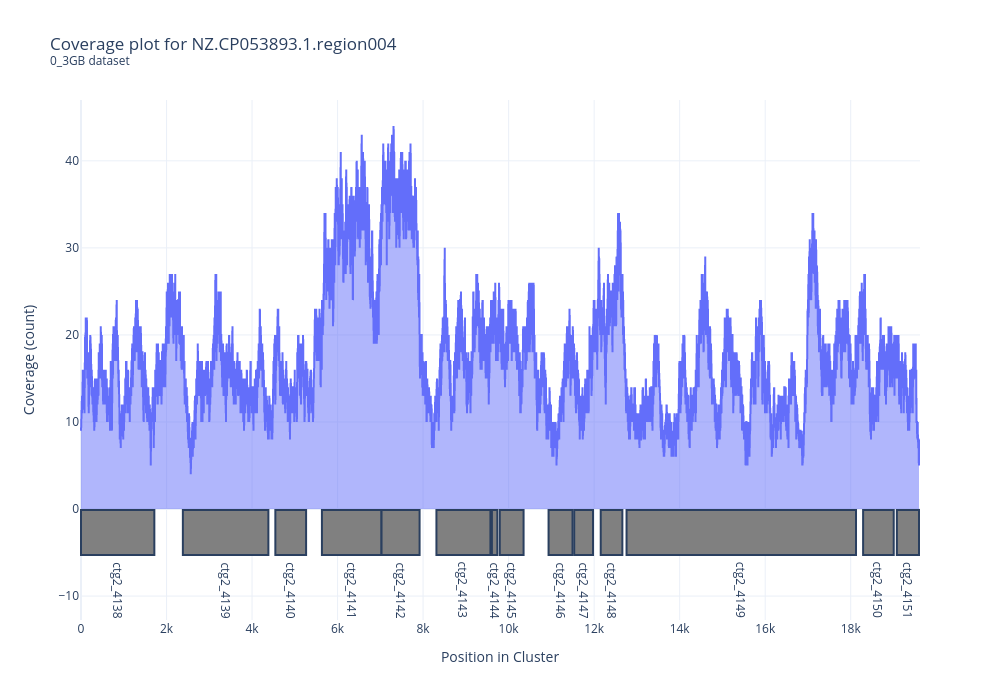 Coverage plot for NZ.CP053893.1.region004
0_3GB dataset
Coverage (count)
40
30
20
10
0
−10
ctg2_4138
ctg2_4139
ctg2_4140
ctg2_4141
ctg2_4142
ctg2_4143
ctg2_4144
ctg2_4145
ctg2_4146
ctg2_4147
ctg2_4148
ctg2_4149
ctg2_4150
ctg2_4151
0 2k 4k 6k 8k 10k 12k 14k 16k 18k
Position in Cluster